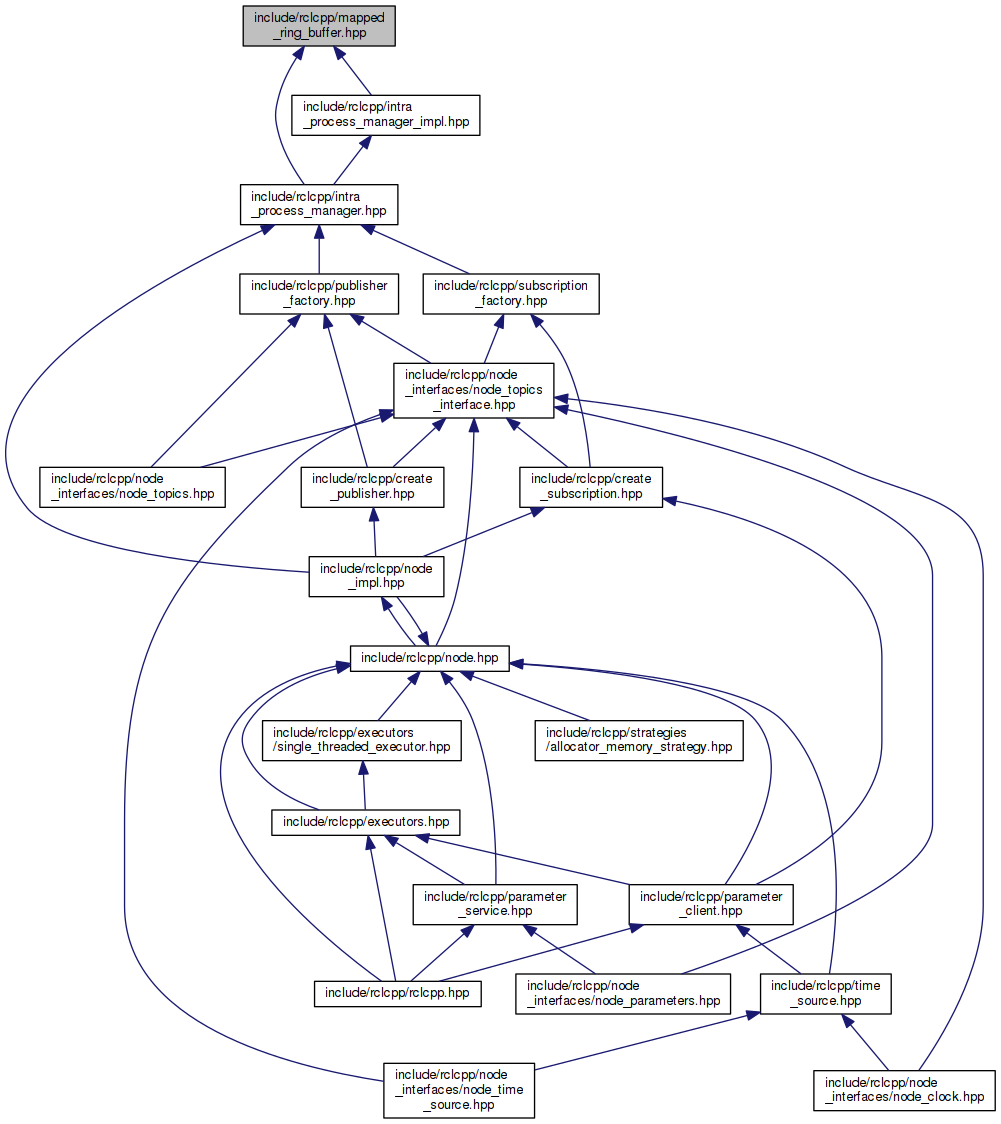 include/rclcpp/mapped
_ring_buffer.hpp
include/rclcpp/intra
_process_manager_impl.hpp
include/rclcpp/intra
_process_manager.hpp
include/rclcpp/publisher
_factory.hpp
include/rclcpp/subscription
_factory.hpp
include/rclcpp/node
_interfaces/node_topics
_interface.hpp
include/rclcpp/node
_interfaces/node_topics.hpp
include/rclcpp/create
_publisher.hpp
include/rclcpp/create
_subscription.hpp
include/rclcpp/node
_impl.hpp
include/rclcpp/node.hpp
include/rclcpp/executors
/single_threaded_executor.hpp
include/rclcpp/strategies
/allocator_memory_strategy.hpp
include/rclcpp/executors.hpp
include/rclcpp/parameter
_service.hpp
include/rclcpp/parameter
_client.hpp
include/rclcpp/rclcpp.hpp
include/rclcpp/node
_interfaces/node_parameters.hpp
include/rclcpp/time
_source.hpp
include/rclcpp/node
_interfaces/node_time
_source.hpp
include/rclcpp/node
_interfaces/node_clock.hpp